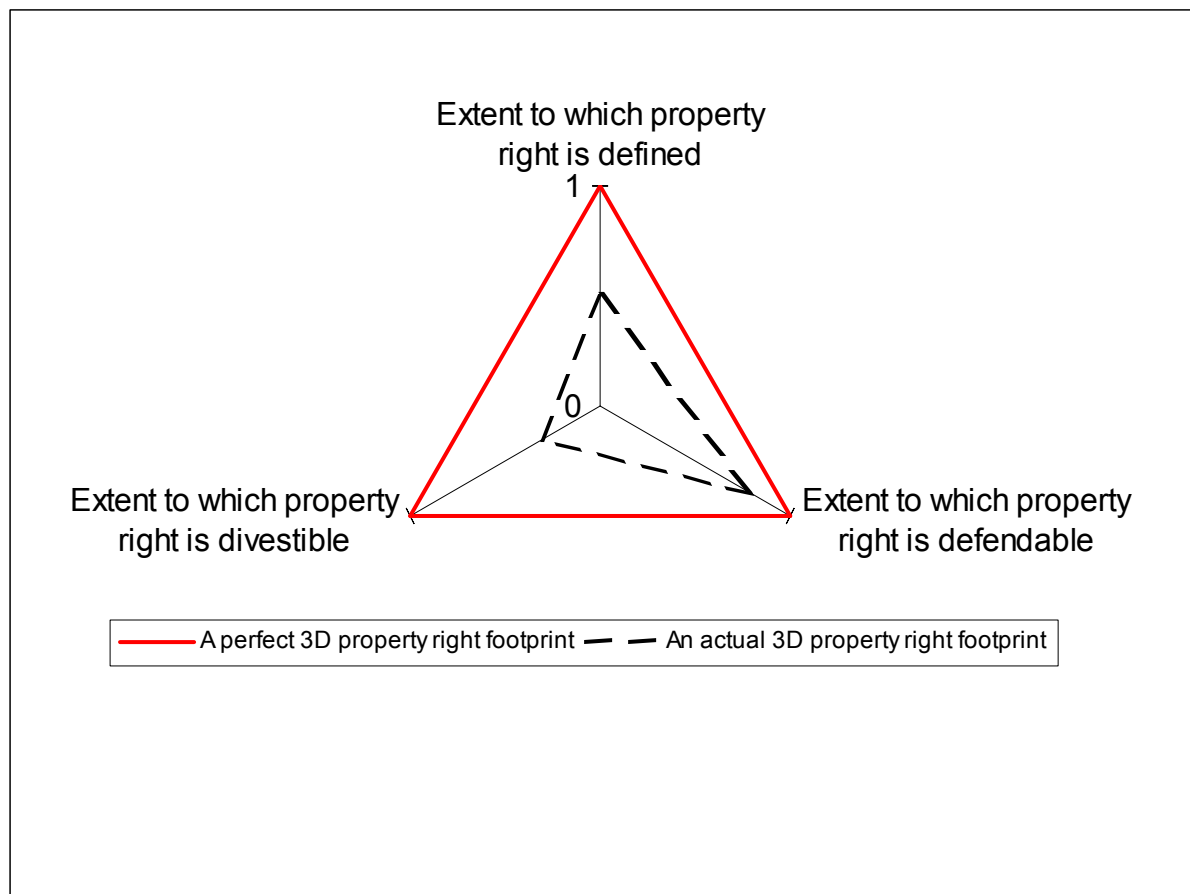 Extent to which property
right is defined
1
0
Extent to which property
right is divestible
Extent to which property
right is defendable
A perfect 3D property right footprint
An actual 3D property right footprint